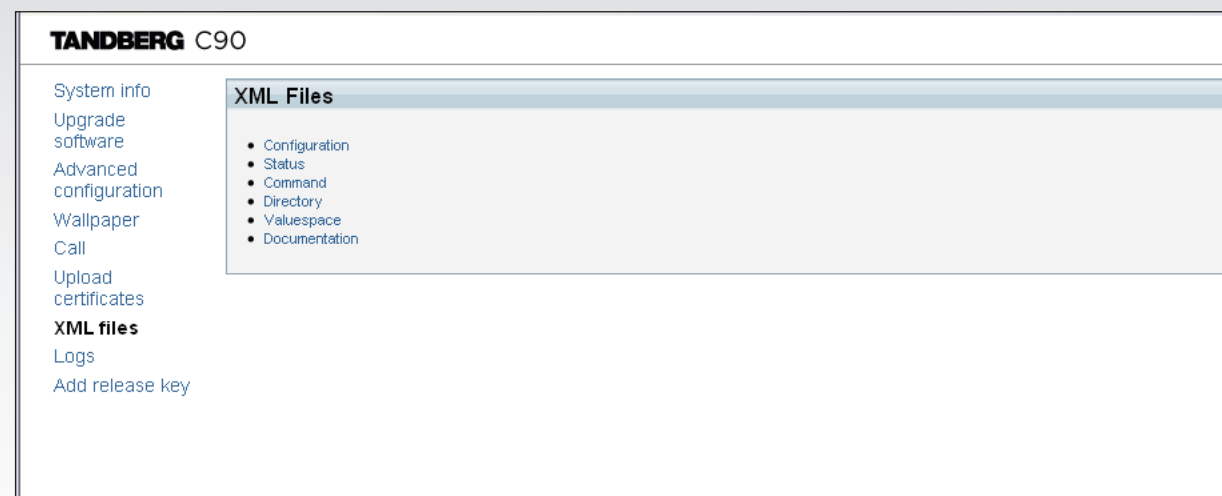 TANDBERG C90
System info
Upgrade
software
Advanced
configuration
Wallpaper
Call
Upload
certificates
XML files
Logs
Add release key
XML Files
Configuration
Status
Command
Directory
Valuespace
Documentation